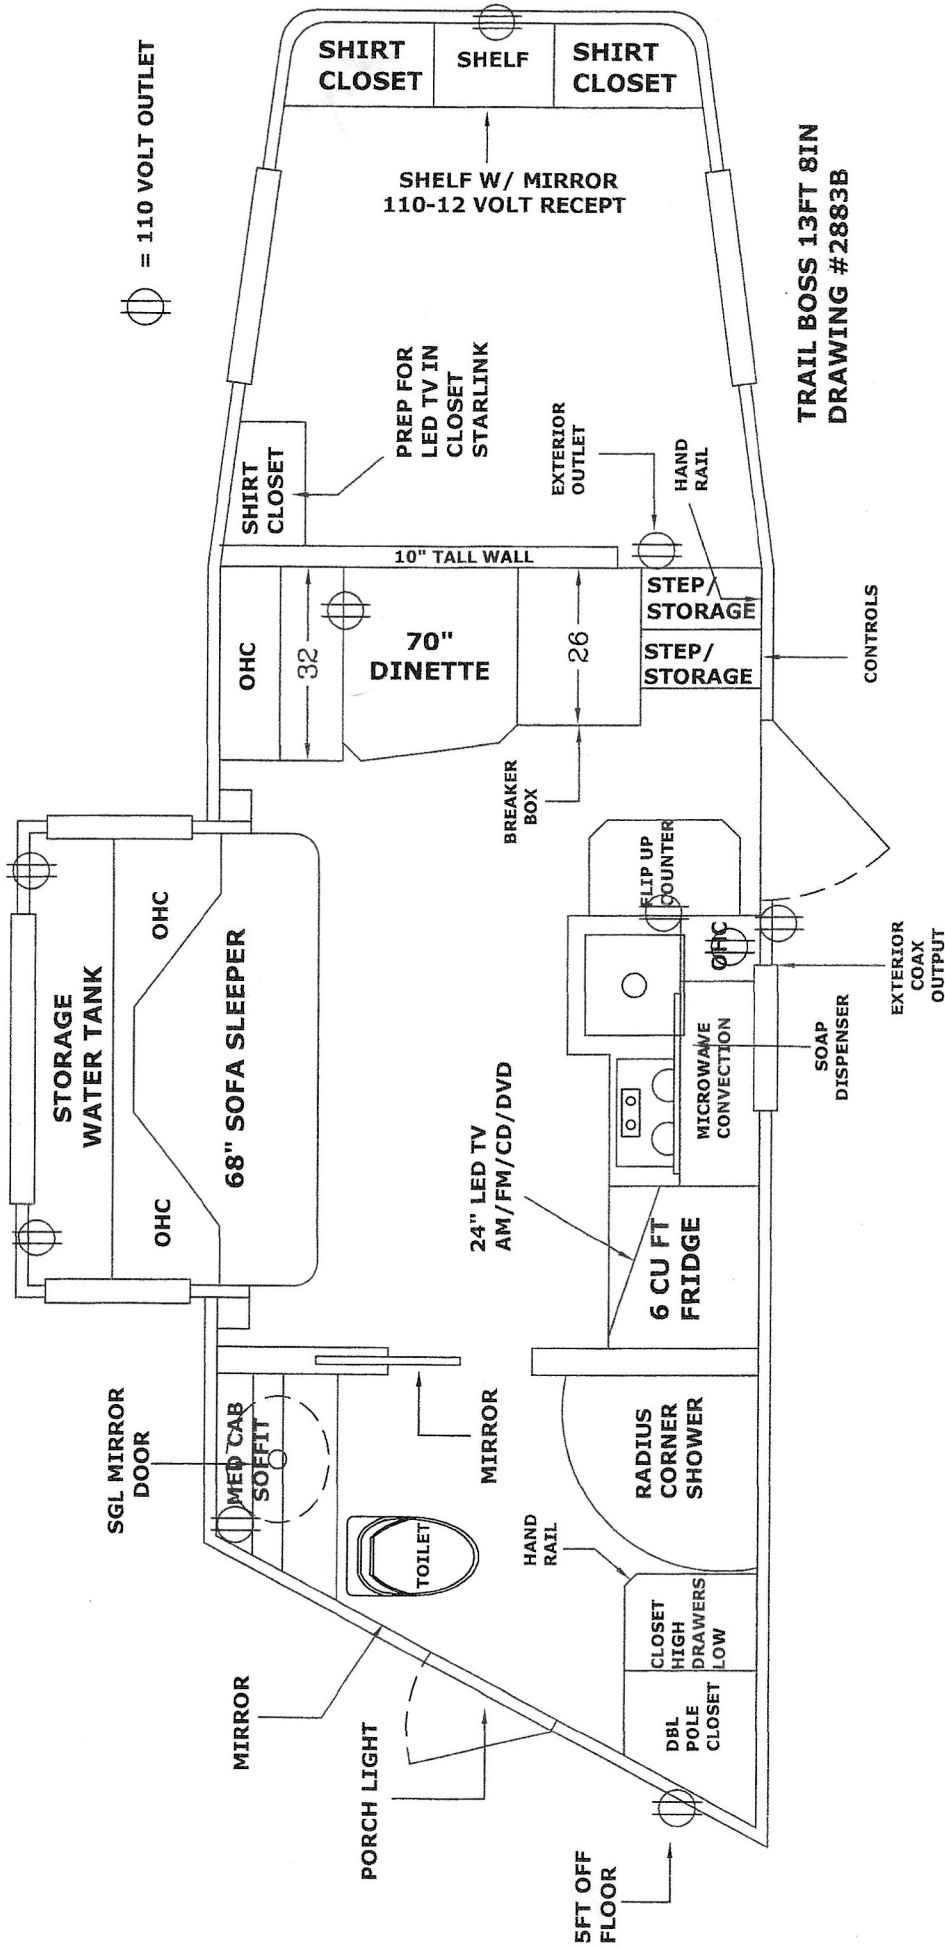 = 110 VOLT OUTLET
SHIRT
CLOSET
SHELF
SHIRT
CLOSET
SHELF W/ MIRROR
110-12 VOLT RECEPT
TRAIL BOSS 13FT 8IN
DRAWING #2883B
SHIRT
CLOSET
PREP FOR
LED TV IN
CLOSET
STARLINK
EXTERIOR
OUTLET
HAND
RAIL
10" TALL WALL
OHC
32
70"
DINETTE
26
STEP/
STORAGE
STEP/
STORAGE
CONTROLS
BREAKER
BOX
STORAGE
WATER TANK
OHC
OHC
68" SOFA SLEEPER
FLIP UP
COUNTER
OHC
EXTERIOR
COAX
OUTPUT
MICROWAVE
CONVECTION
SOAP
DISPENSER
24" LED TV
AM/FM/CD/DVD
6 CU FT
FRIDGE
SGL MIRROR
DOOR
MED CAB
SOFFIT
MIRROR
RADIUS
CORNER
SHOWER
TOILET
HAND
RAIL
CLOSET
HIGH
DRAWERS
LOW
DBL
POLE
CLOSET
MIRROR
PORCH LIGHT
5FT OFF
FLOOR